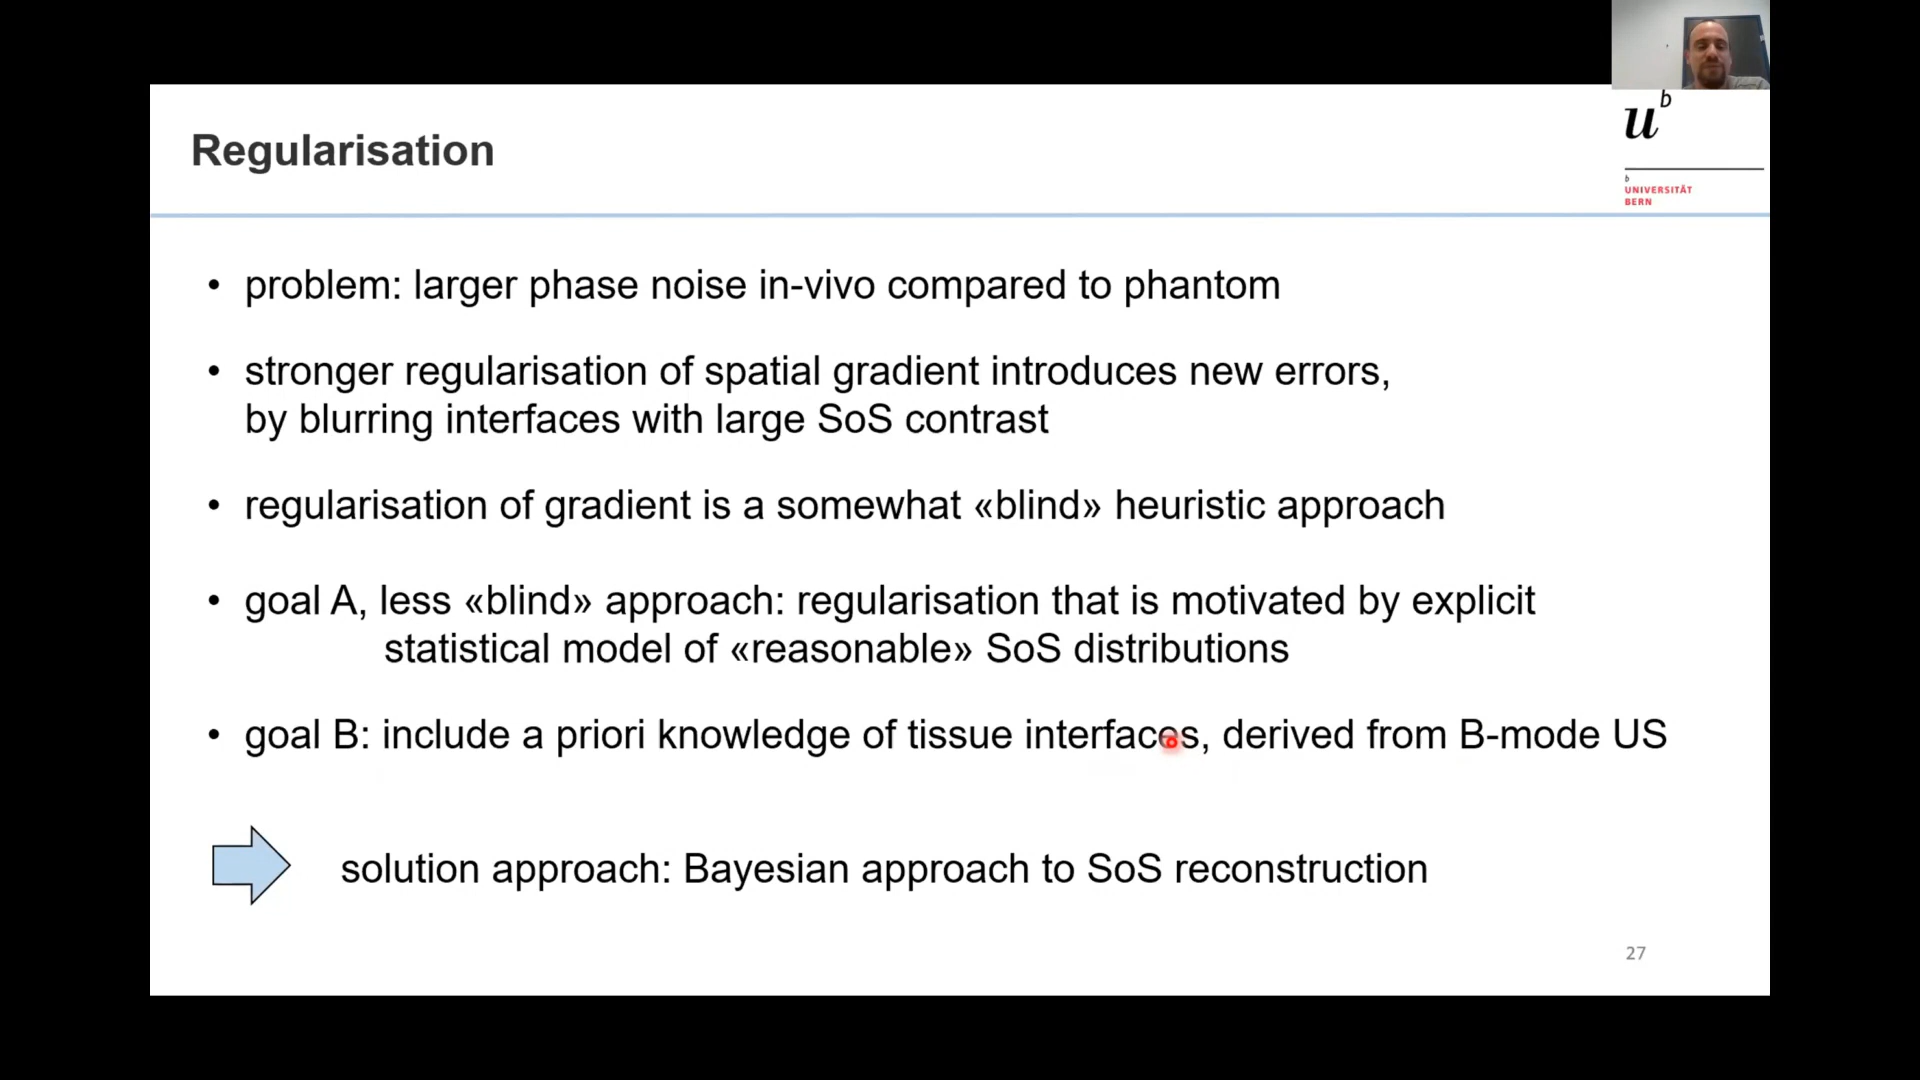 u^b
b
UNIVERSITÄT
BERN
Regularisation
• problem: larger phase noise in-vivo compared to phantom
• stronger regularisation of spatial gradient introduces new errors,
by blurring interfaces with large SoS contrast
• regularisation of gradient is a somewhat «blind» heuristic approach
• goal A, less «blind» approach: regularisation that is motivated by explicit
statistical model of «reasonable» SoS distributions
• goal B: include a priori knowledge of tissue interfaces, derived from B-mode US
solution approach: Bayesian approach to SoS reconstruction
27